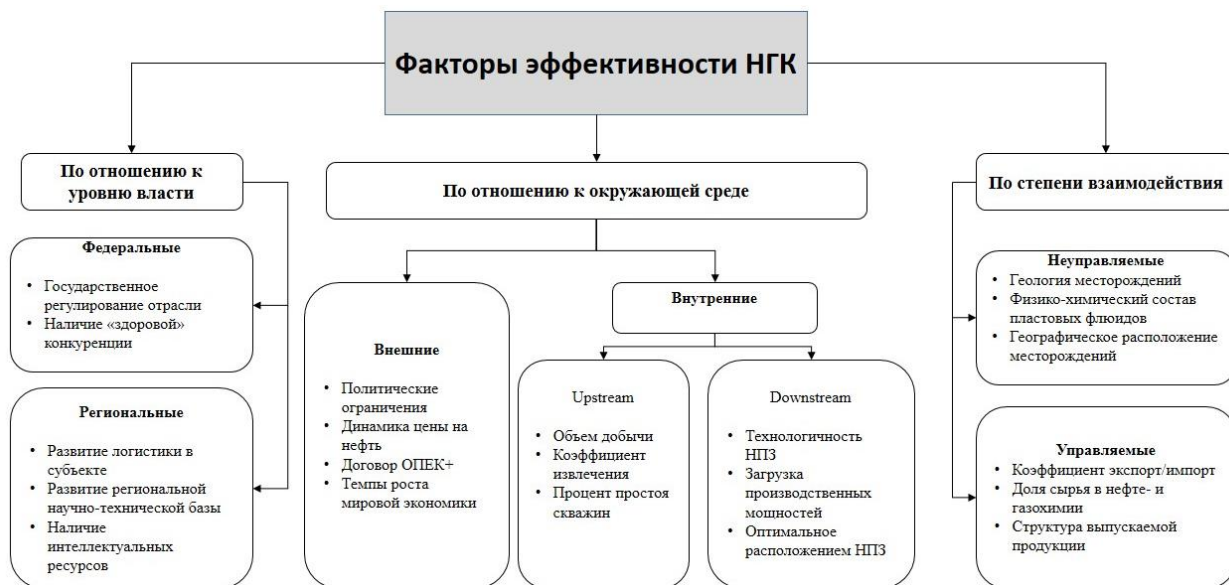 Факторы эффективности НГК
По отношению к
уровню власти
Федеральные
• Государственное
регулирование отрасли
• Наличие «здоровой»
конкуренции
Региональные
• Развитие логистики в
субъекте
• Развитие региональной
научно-технической базы
• Наличие
интеллектуальных
ресурсов
По отношению к окружающей среде
Внешние
• Политические
ограничения
• Динамика цены на
нефть
• Договор ОПЕК+
• Темпы роста
мировой экономики
Внутренние
Upstream
• Объем добычи
• Коэффициент
извлечения
• Процент простоя
скважин
Downstream
• Технологичность
НПЗ
• Загрузка
производственных
мощностей
• Оптимальное
расположением НПЗ
По степени взаимодействия
Неуправляемые
• Геология месторождений
• Физико-химический состав
пластовых флюидов
• Географическое расположение
месторождений
Управляемые
• Коэффициент экспорт/импорт
• Доля сырья в нефте- и
газохимии
• Структура выпускаемой
продукции